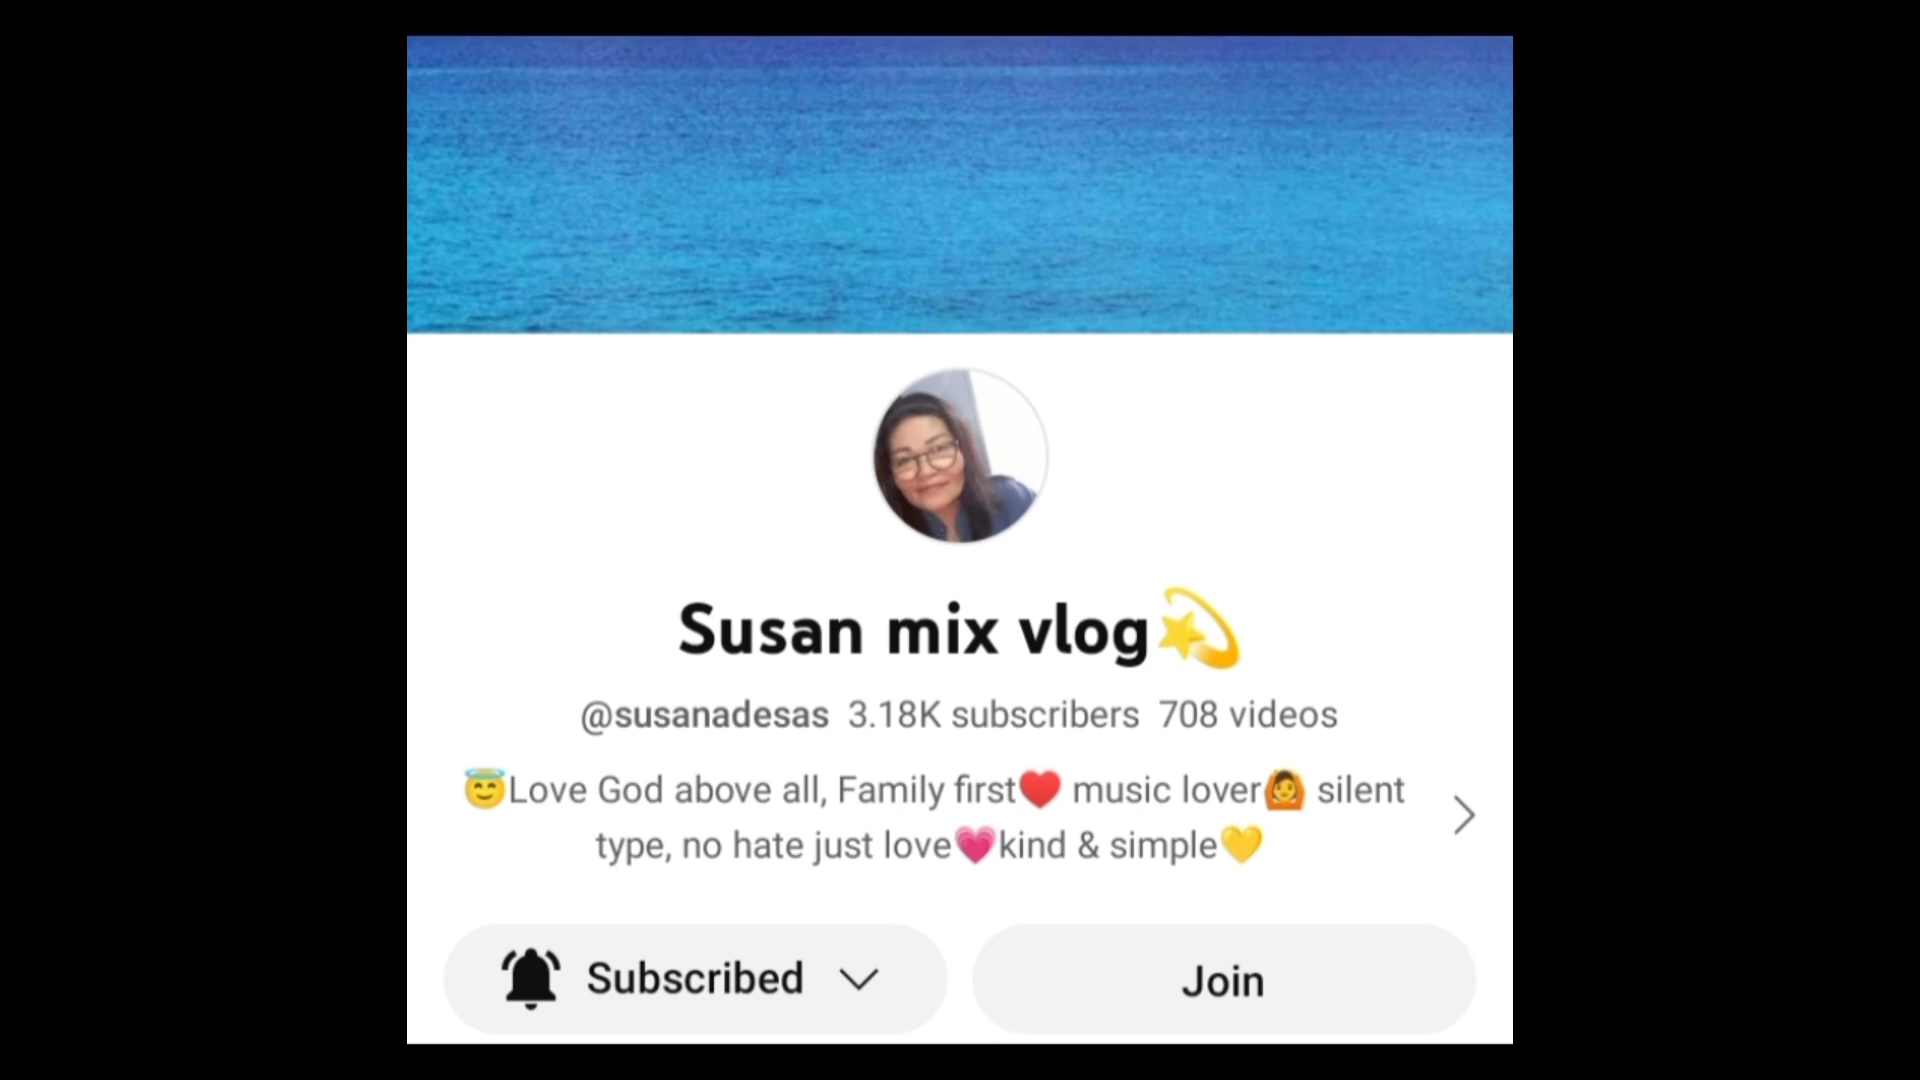 Susan mix vlog💫
@susanadesas 3.18K subscribers 708 videos
😇Love God above all, Family first❤️ music lover🙆 silent
type, no hate just love💗kind & simple💛
Subscribed
Join